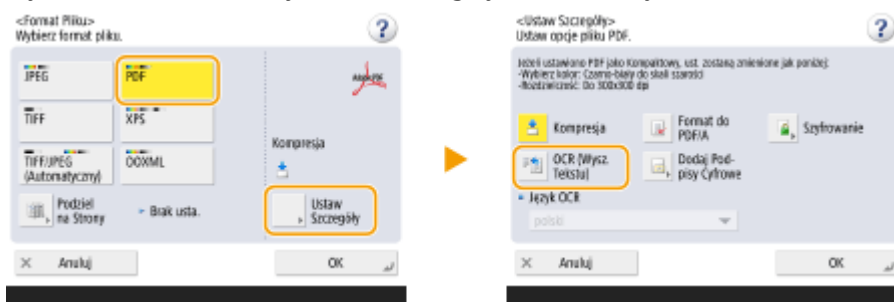 <Format Pliku>
Wybierz format pliku.
JPEG
PDF
TIFF
XPS
TIFF/JPEG
(Automatyczny)
OOXML
Podziel
na Strony
Brak usta.
Kompresja
Ustaw
Szczegóły
Anuluj
OK
<Ustaw Szczegóły>
Ustaw opcje pliku PDF.
Jeżeli ustawiono PDF jako Kompaktowy, ust. zostaną zmienione jak poniżej:
-Wybierz kolor: Czarno-biały do skali szarości
-Rozdzielczość: Do 300x300 dpi
Kompresja
Format do
PDF/A
Szyfrowanie
OCR (Wysz.
Tekstu)
Dodaj Pod-
pisy Cyfrowe
Język OCR
polski
Anuluj
OK